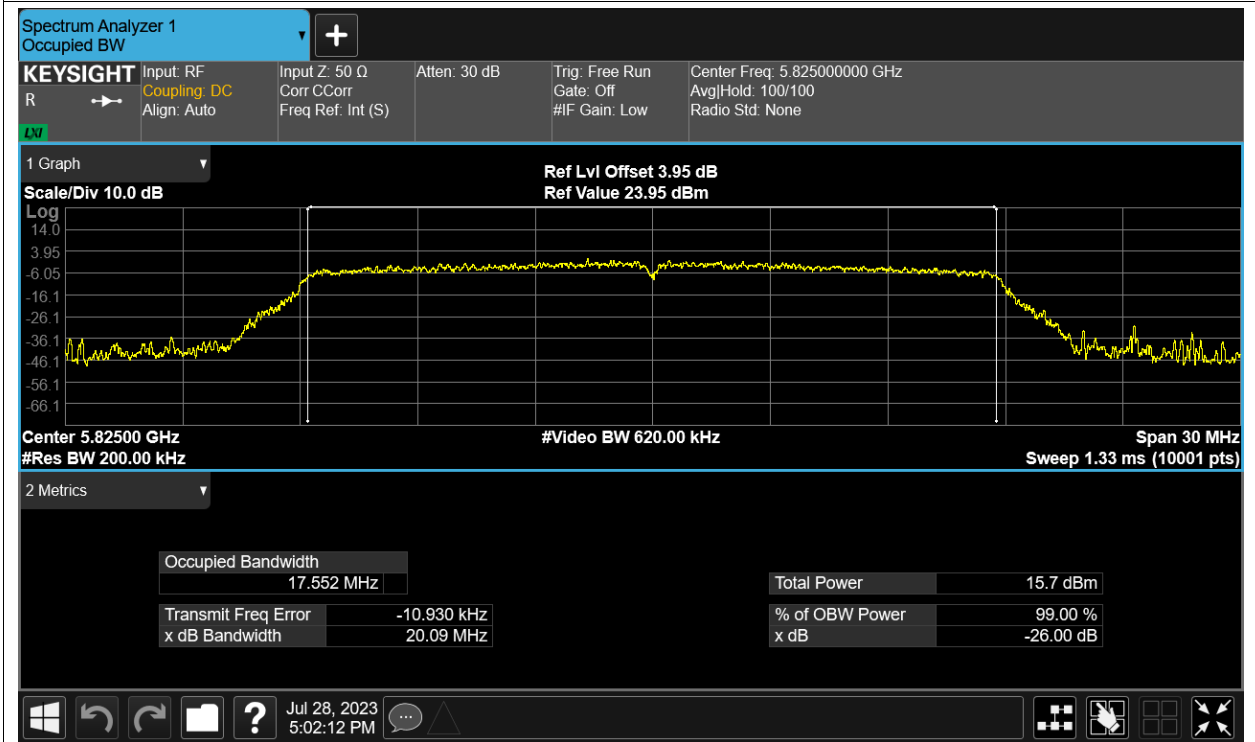 Spectrum Analyzer 1
Occupied BW
KEYSIGHT
R
LXI
Input: RF
Coupling: DC
Align: Auto
Input Z: 50 Ω
Corr CCorr
Freq Ref: Int (S)
Atten: 30 dB
Trig: Free Run
Gate: Off
#IF Gain: Low
Center Freq: 5.825000000 GHz
Avg|Hold: 100/100
Radio Std: None
1 Graph
Scale/Div 10.0 dB
Ref Lvl Offset 3.95 dB
Ref Value 23.95 dBm
Log
14.0
3.95
-6.05
-16.1
-26.1
-36.1
-46.1
-56.1
-66.1
Center 5.82500 GHz
#Video BW 620.00 kHz
Span 30 MHz
#Res BW 200.00 kHz
Sweep 1.33 ms (10001 pts)
2 Metrics
Occupied Bandwidth
17.552 MHz
Total Power 15.7 dBm
Transmit Freq Error -10.930 kHz
% of OBW Power 99.00 %
x dB Bandwidth 20.09 MHz
x dB -26.00 dB
?
Jul 28, 2023
5:02:12 PM